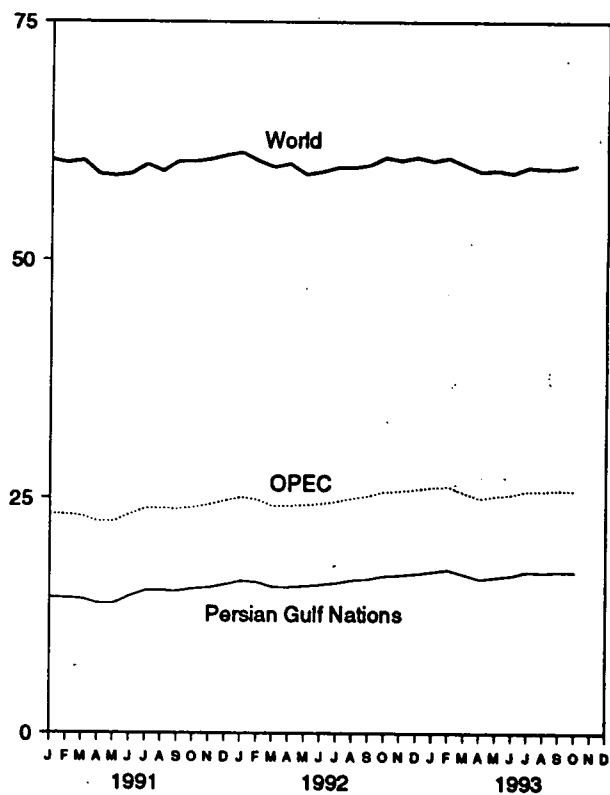 75
World
50
OPEC
25
Persian Gulf Nations
0
J F M A M J J A S O N D J F M A M J J A S O N D J F M A M J J A S O N D
1991 1992 1993